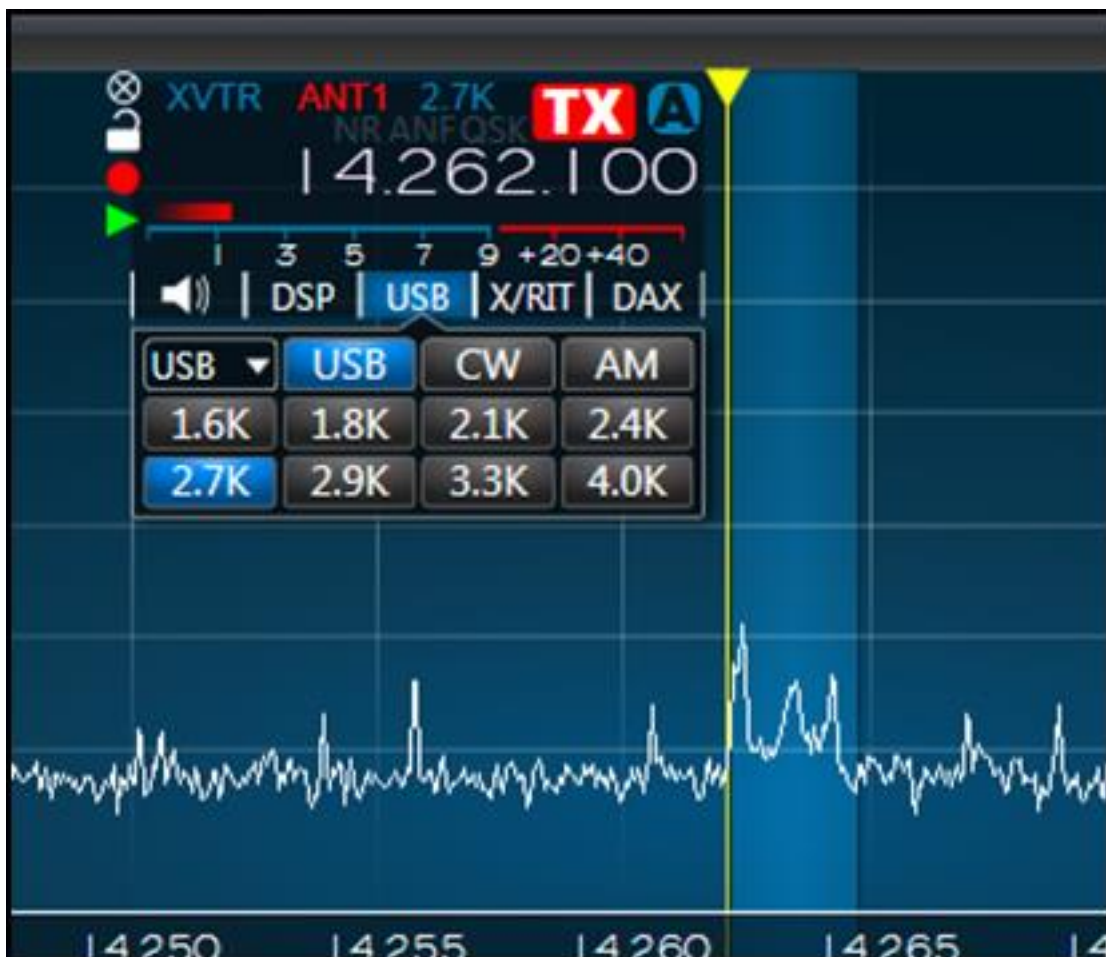 XVTR ANT1 2.7K TX A
NR ANF QSK
14.262.100
1 3 5 7 9 +20 +40
DSP USB X/RIT DAX
USB USB CW AM
1.6K 1.8K 2.1K 2.4K
2.7K 2.9K 3.3K 4.0K
14.250 14.255 14.260 14.265 14